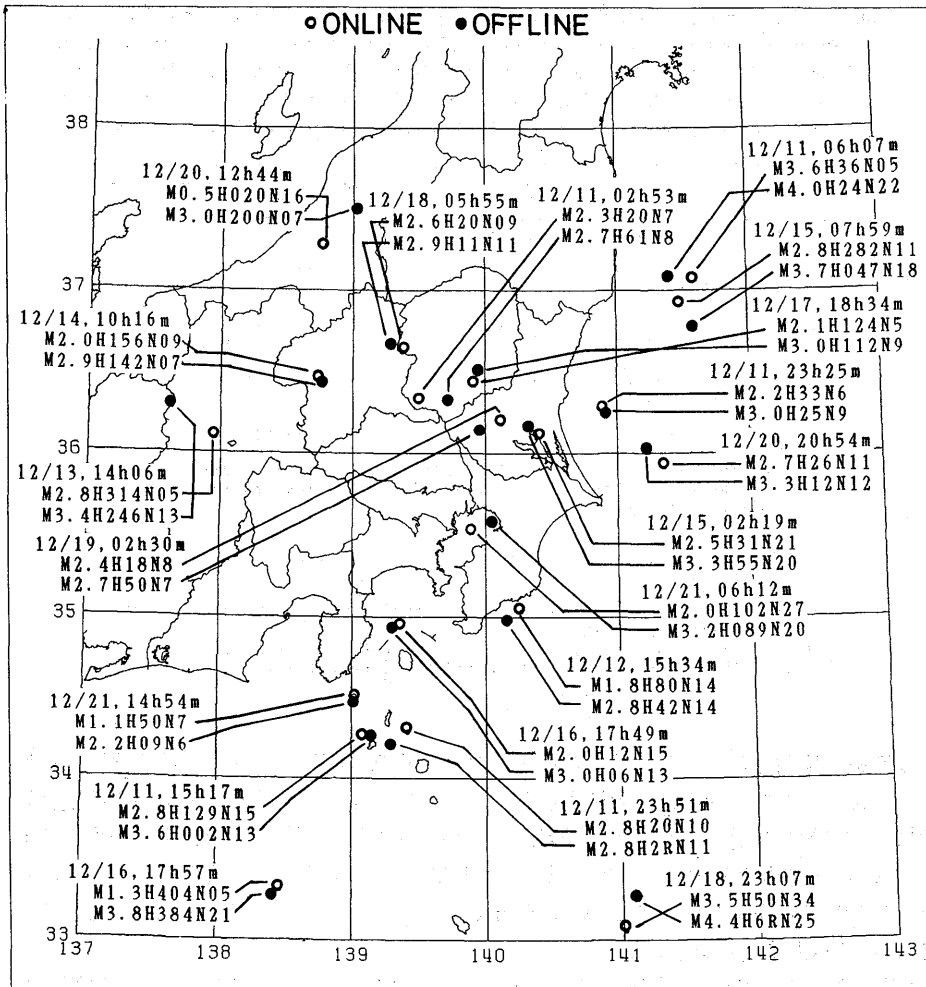 ONLINE OFFLINE
38
37
36
35
34
33
137 138 139 140 141 142 143
12/20, 12h44m
M0.5H020N16
M3.0H200N07
12/18, 05h55m
M2.6H20N09
M2.9H11N11
12/11, 02h53m
M2.3H20N7
M2.7H61N8
12/11, 06h07m
M3.6H36N05
M4.0H24N22
12/15, 07h59m
M2.8H282N11
M3.7H047N18
12/17, 18h34m
M2.1H124N5
M3.0H112N9
12/14, 10h16m
M2.0H156N09
M2.9H142N07
12/11, 23h25m
M2.2H33N6
M3.0H25N9
12/20, 20h54m
M2.7H26N11
M3.3H12N12
12/13, 14h06m
M2.8H314N05
M3.4H246N13
12/19, 02h30m
M2.4H18N8
M2.7H50N7
12/15, 02h19m
M2.5H31N21
M3.3H55N20
12/21, 06h12m
M2.0H102N27
M3.2H089N20
12/12, 15h34m
M1.8H80N14
M2.8H42N14
12/21, 14h54m
M1.1H50N7
M2.2H09N6
12/16, 17h49m
M2.0H12N15
M3.0H06N13
12/11, 15h17m
M2.8H129N15
M3.6H002N13
12/11, 23h51m
M2.8H20N10
M2.8H2RN11
12/16, 17h57m
M1.3H404N05
M3.8H384N21
12/18, 23h07m
M3.5H50N34
M4.4H6RN25